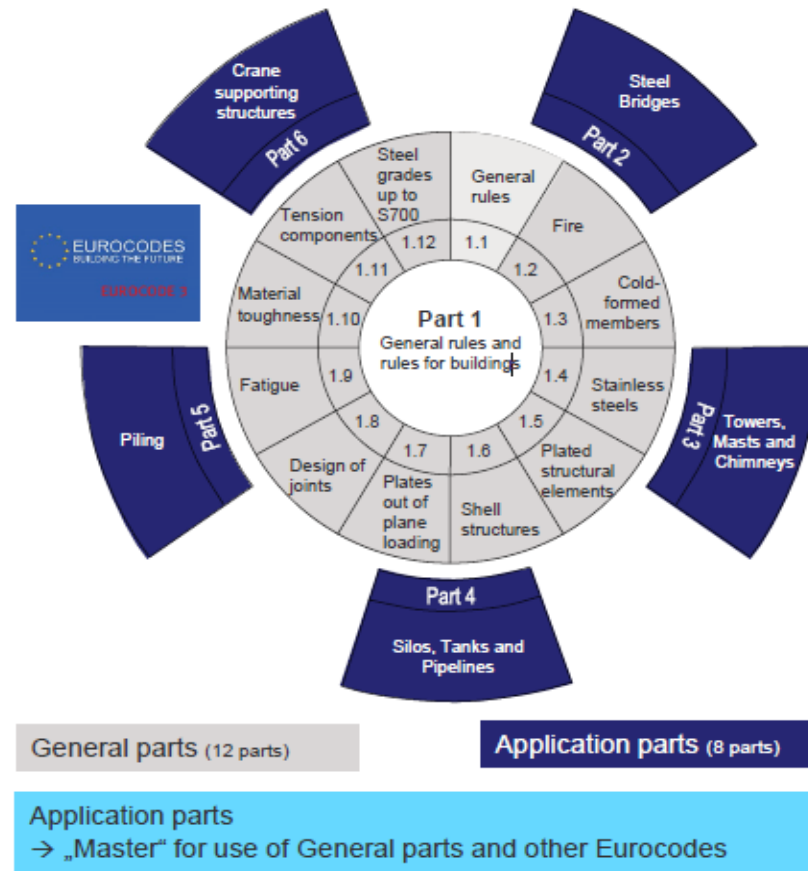 Crane
supporting
structures
Part 6
Steel
Bridges
Part 2
Steel
grades
up to
S700
1.12
General
rules
1.1
Fire
1.2
Cold-
formed
members
1.3
Stainless
steels
1.4
Plated
structural
elements
1.5
Shell
structures
1.6
Plates
out of
plane
loading
1.7
Design of
joints
1.8
Fatigue
1.9
Material
toughness
1.10
Tension
components
1.11
Part 1
General rules and
rules for buildings
EUROCODES
BUILDING THE FUTURE
EUROCODE 3
Piling
Part 5
Part 3
Towers,
Masts and
Chimneys
Part 4
Silos, Tanks and
Pipelines
General parts (12 parts)
Application parts (8 parts)
Application parts
→ „Master“ for use of General parts and other Eurocodes